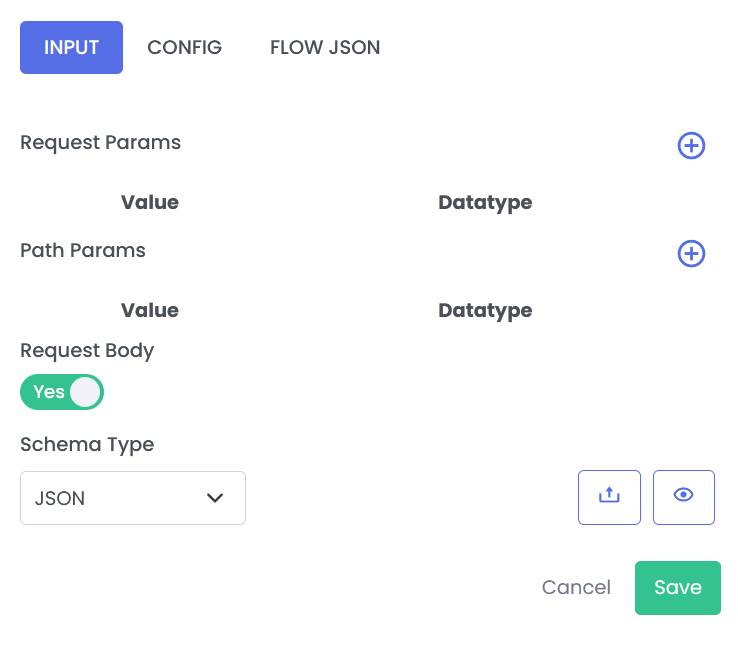 INPUT CONFIG FLOW JSON
Request Params
Value Datatype
Path Params
Value Datatype
Request Body
Yes
Schema Type
JSON
Cancel Save